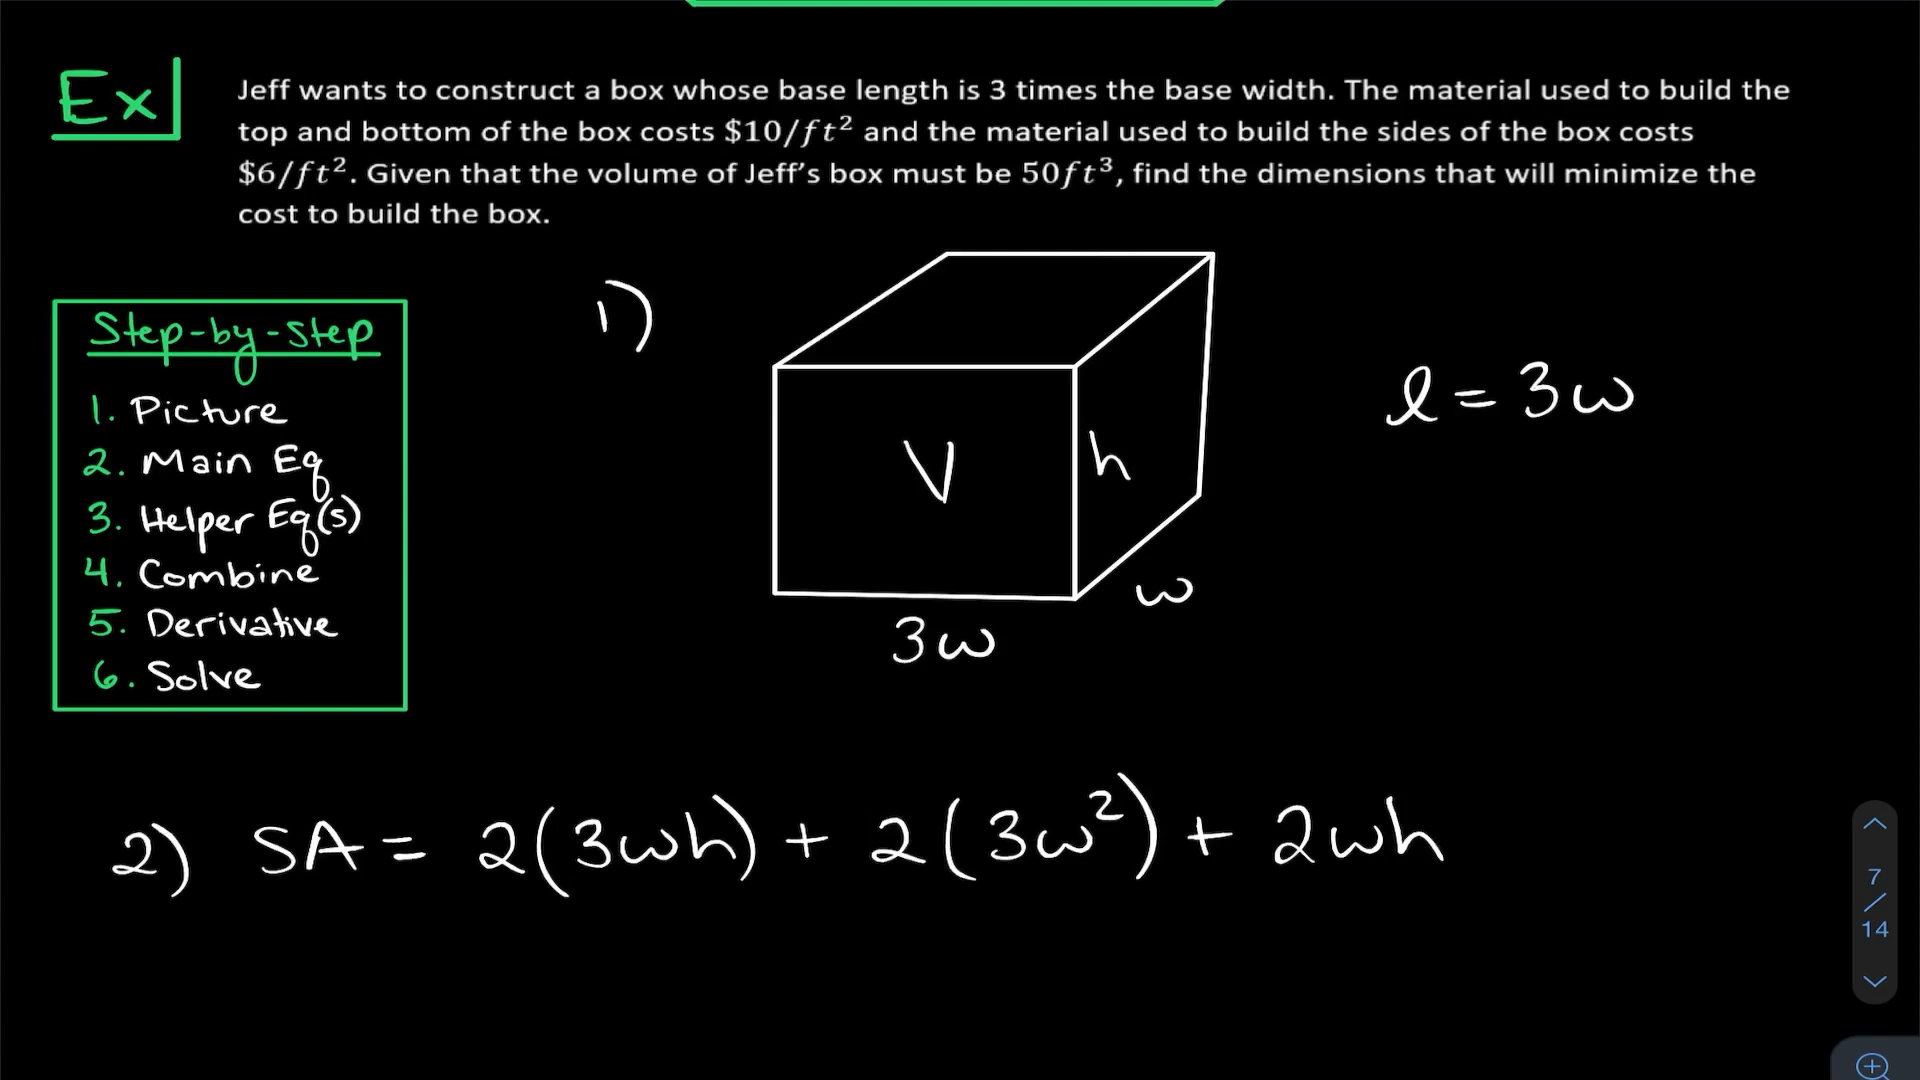 Ex
Jeff wants to construct a box whose base length is 3 times the base width. The material used to build the
top and bottom of the box costs $10/ft² and the material used to build the sides of the box costs
$6/ft². Given that the volume of Jeff's box must be 50ft³, find the dimensions that will minimize the
cost to build the box.
Step-by-step
1. Picture
2. Main Eq
3. Helper Eq(s)
4. Combine
5. Derivative
6. Solve
1)
V
h
w
3w
l = 3w
2) SA = 2(3wh) + 2(3w²) + 2wh
7
/
14